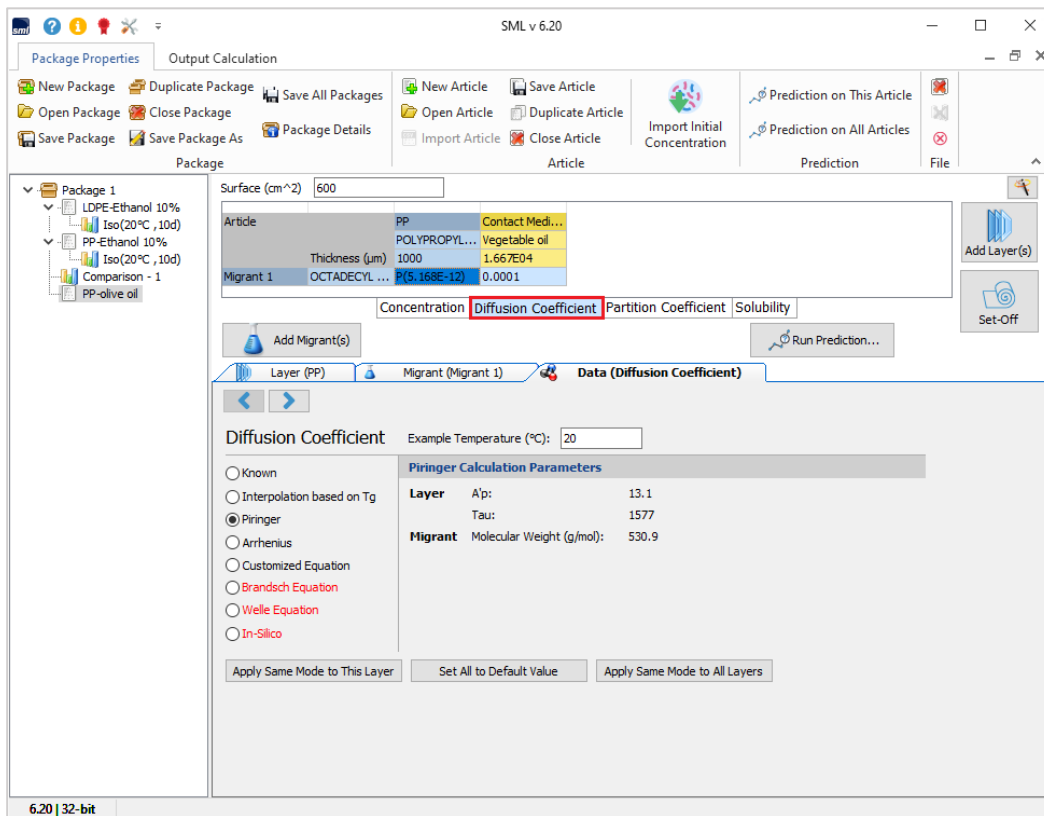 sml
SML v 6.20
Package Properties Output Calculation
New Package Duplicate Package Save All Packages New Article Save Article Import Initial Concentration Prediction on This Article
Open Package Close Package Package Details Open Article Duplicate Article Prediction on All Articles
Save Package Save Package As Import Article Close Article
Package Article Prediction File
Package 1
LDPE-Ethanol 10%
Iso(20°C ,10d)
PP-Ethanol 10%
Iso(20°C ,10d)
Comparison - 1
PP-olive oil
Surface (cm^2) 600
Article PP Contact Medi...
POLYPROPYL... Vegetable oil
Thickness (µm) 1000 1.667E04
Migrant 1 OCTADECYL ... P(5.168E-12) 0.0001
Add Layer(s)
Set-Off
Concentration Diffusion Coefficient Partition Coefficient Solubility
Add Migrant(s) Run Prediction...
Layer (PP) Migrant (Migrant 1) Data (Diffusion Coefficient)
Diffusion Coefficient Example Temperature (°C): 20
Known
Interpolation based on Tg
Piringer
Arrhenius
Customized Equation
Brandsch Equation
Welle Equation
In-Silico
Piringer Calculation Parameters
Layer A'p: 13.1
Tau: 1577
Migrant Molecular Weight (g/mol): 530.9
Apply Same Mode to This Layer Set All to Default Value Apply Same Mode to All Layers
6.20 | 32-bit